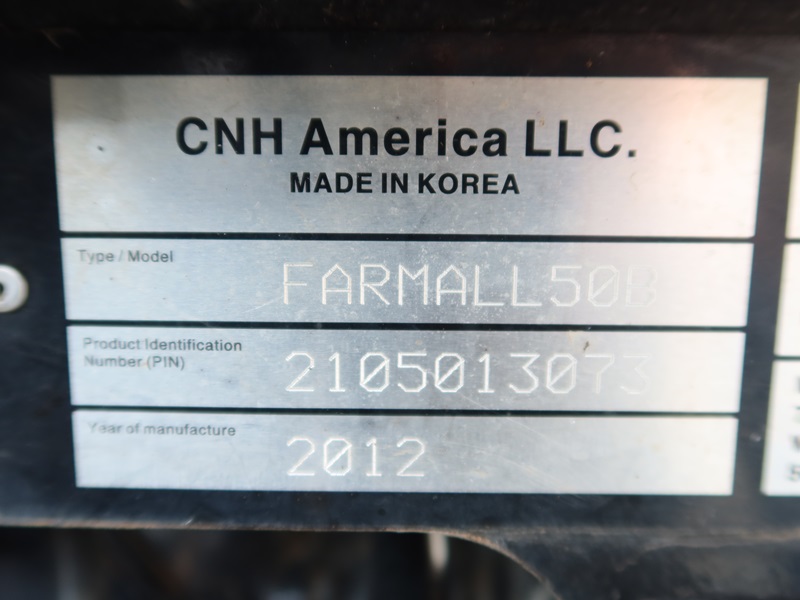 CNH America LLC.
MADE IN KOREA
Type / Model
FARMALL50B
Product Identification
Number (PIN)
2105013073
Year of manufacture
2012